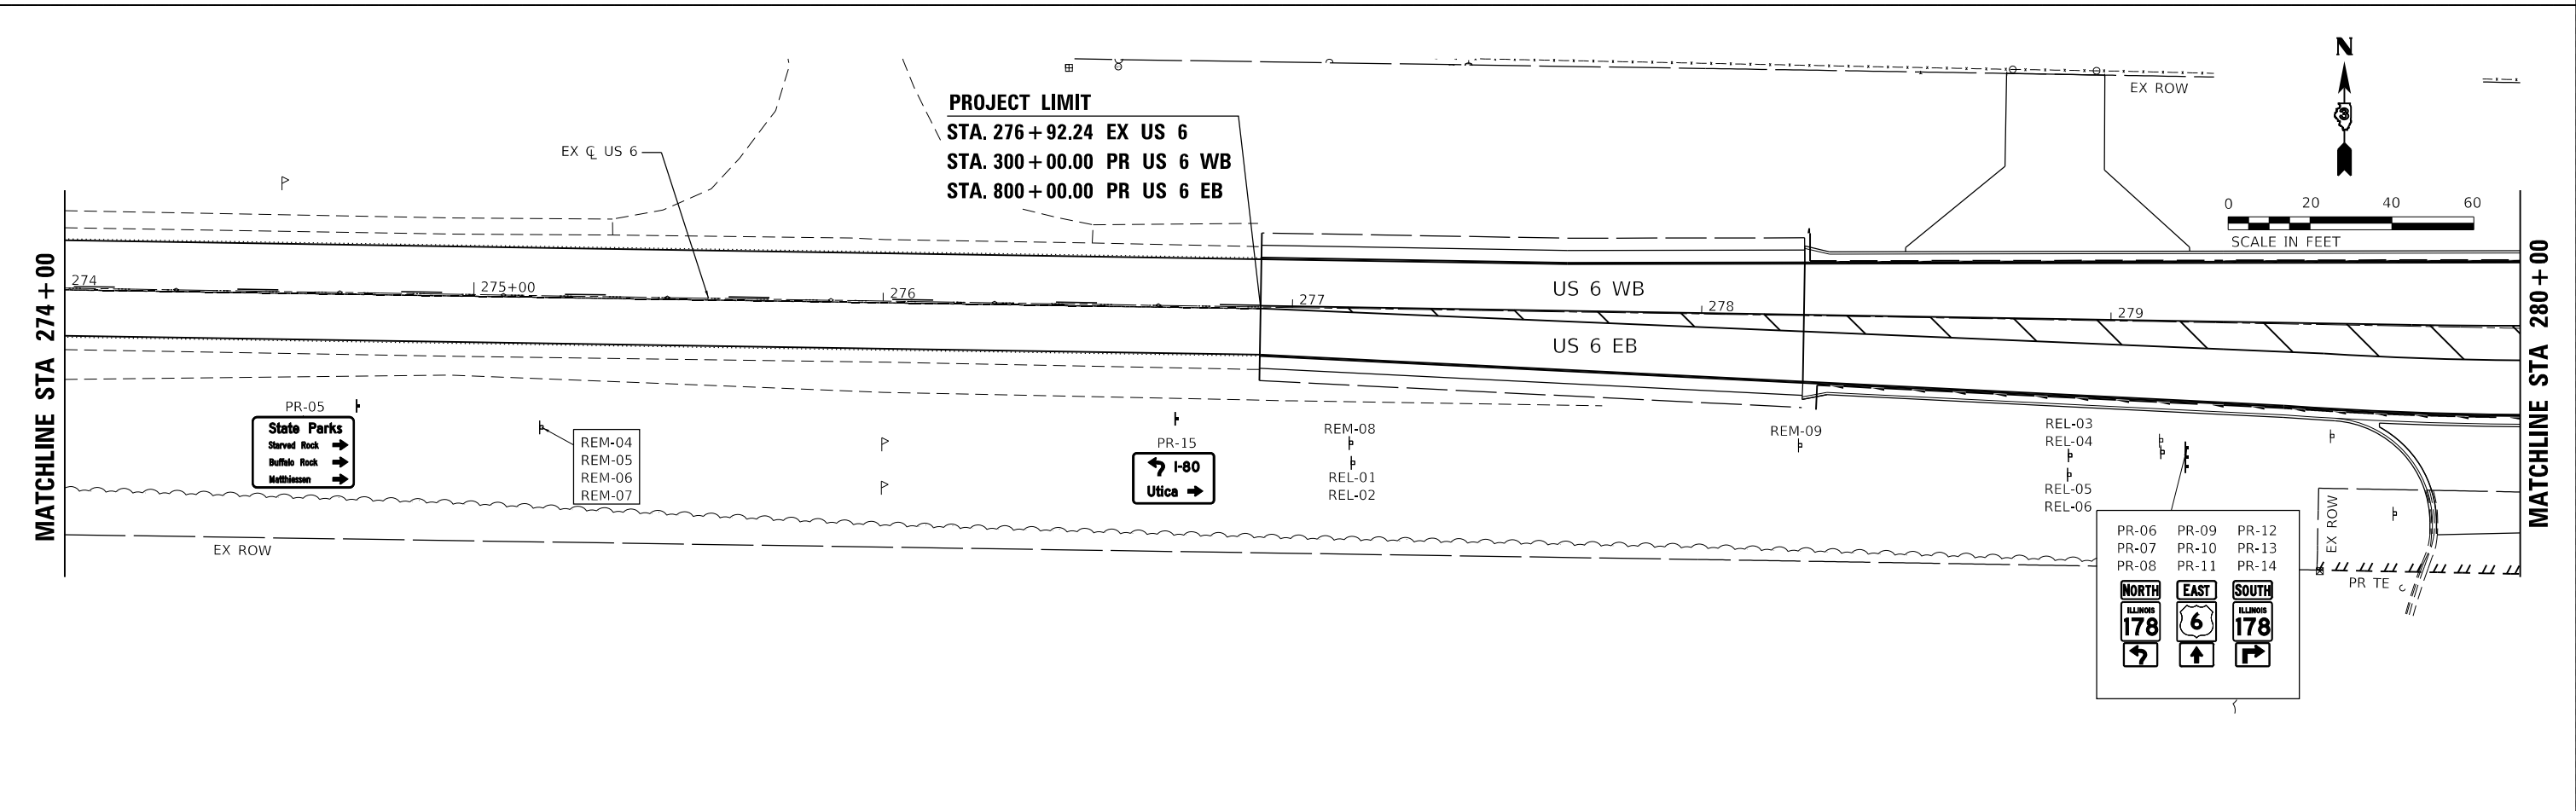 N
3
EX ROW
PROJECT LIMIT
STA. 276+92.24 EX US 6
STA. 300+00.00 PR US 6 WB
STA. 800+00.00 PR US 6 EB
EX ℄ US 6
0 20 40 60
SCALE IN FEET
MATCHLINE STA 274+00
274
275+00
276
277
278
279
US 6 WB
US 6 EB
MATCHLINE STA 280+00
PR-05
State Parks
Starved Rock
Buffalo Rock
Matthiessen
REM-04
REM-05
REM-06
REM-07
PR-15
I-80
Utica
REM-08
REL-01
REL-02
REM-09
REL-03
REL-04
REL-05
REL-06
EX ROW
EX ROW
PR TE
PR-06 PR-09 PR-12
PR-07 PR-10 PR-13
PR-08 PR-11 PR-14
NORTH EAST SOUTH
ILLINOIS ILLINOIS
178 6 178